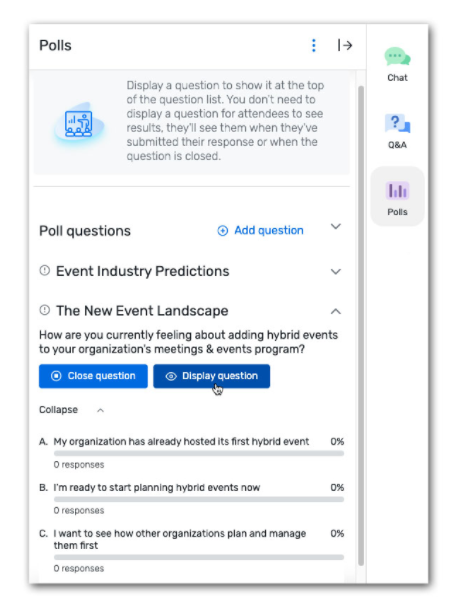 Polls
Display a question to show it at the top
of the question list. You don't need to
display a question for attendees to see
results, they'll see them when they've
submitted their response or when the
question is closed.
Poll questions
Add question
Event Industry Predictions
The New Event Landscape
How are you currently feeling about adding hybrid events
to your organization's meetings & events program?
Close question
Display question
Collapse
A. My organization has already hosted its first hybrid event 0%
0 responses
B. I'm ready to start planning hybrid events now 0%
0 responses
C. I want to see how other organizations plan and manage 0%
them first
0 responses
Chat
Q&A
Polls